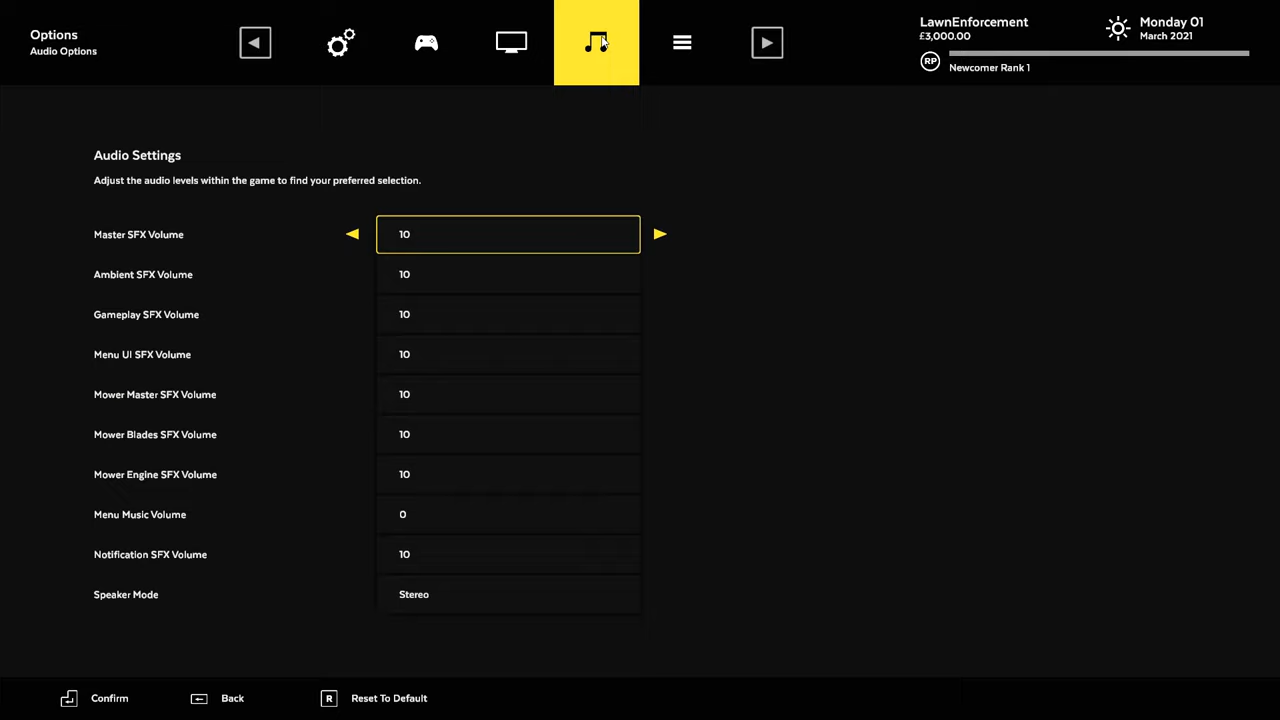 Options
Audio Options
LawnEnforcement
£3,000.00
RP
Newcomer Rank 1
Monday 01
March 2021
Audio Settings
Adjust the audio levels within the game to find your preferred selection.
Master SFX Volume 10
Ambient SFX Volume 10
Gameplay SFX Volume 10
Menu UI SFX Volume 10
Mower Master SFX Volume 10
Mower Blades SFX Volume 10
Mower Engine SFX Volume 10
Menu Music Volume 0
Notification SFX Volume 10
Speaker Mode Stereo
Confirm Back R Reset To Default